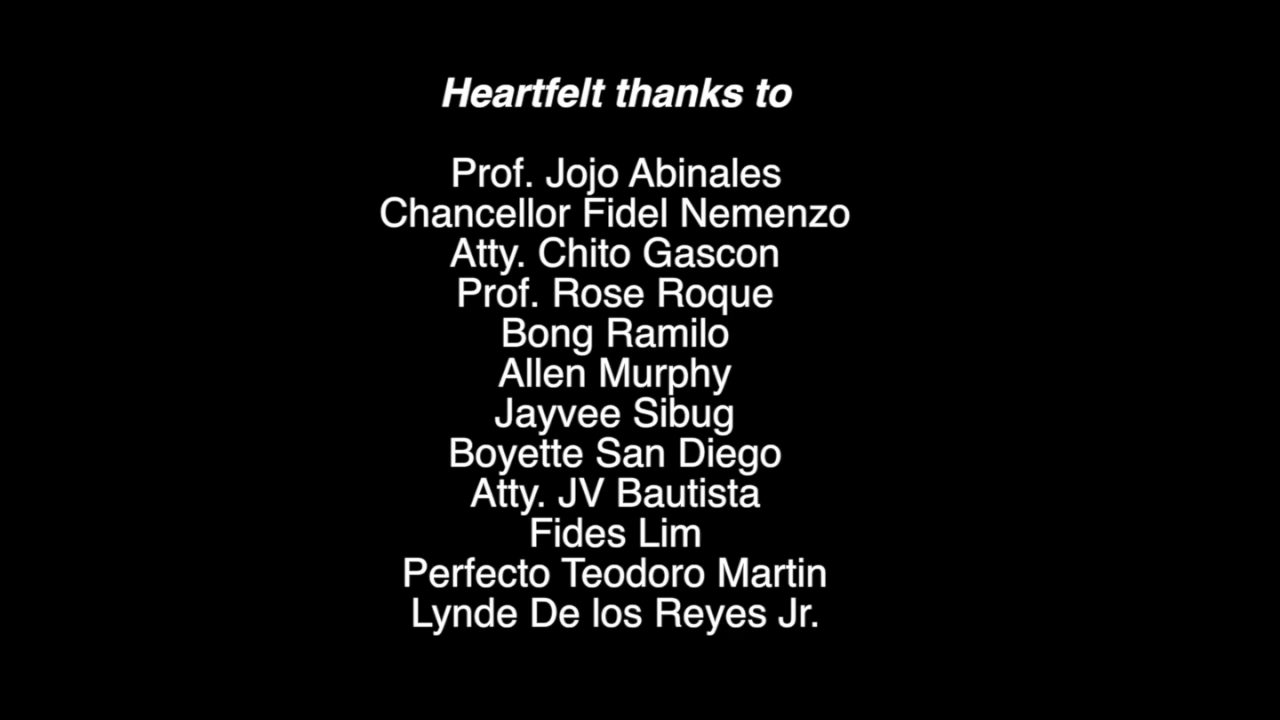 Heartfelt thanks to
Prof. Jojo Abinales
Chancellor Fidel Nemenzo
Atty. Chito Gascon
Prof. Rose Roque
Bong Ramilo
Allen Murphy
Jayvee Sibug
Boyette San Diego
Atty. JV Bautista
Fides Lim
Perfecto Teodoro Martin
Lynde De los Reyes Jr.